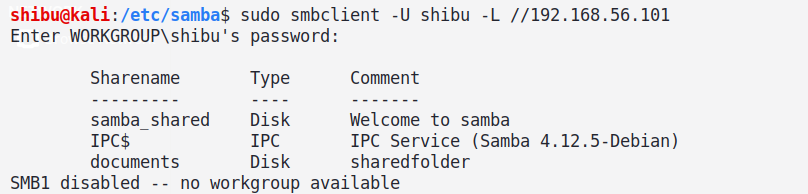 shibu@kali:/etc/samba$ sudo smbclient -U shibu -L //192.168.56.101
Enter WORKGROUP\shibu's password:
Sharename Type Comment
--------- ---- -------
samba_shared Disk Welcome to samba
IPC$ IPC IPC Service (Samba 4.12.5-Debian)
documents Disk sharedfolder
SMB1 disabled -- no workgroup available